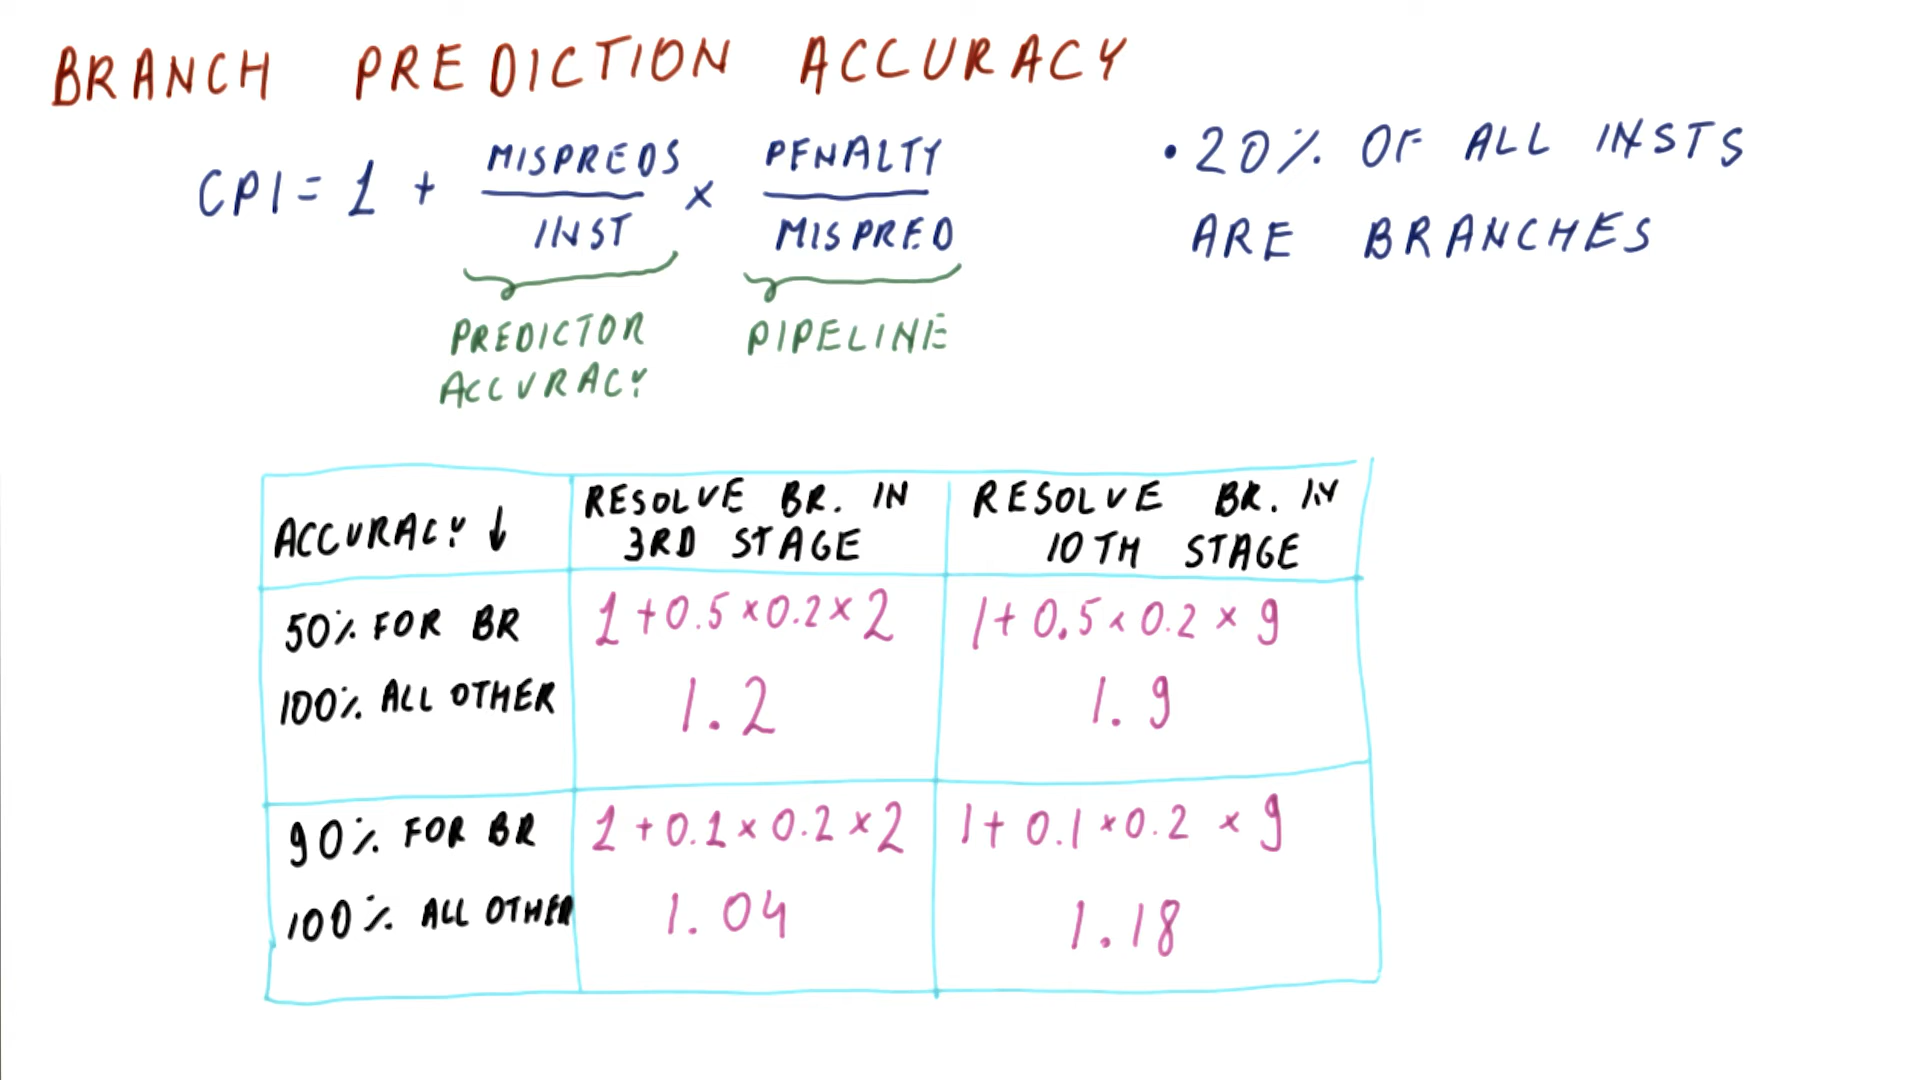 BRANCH PREDICTION ACCURACY
CPI = 1 + MISPREDS / INST × PENALTY / MISPRED
PREDICTOR ACCURACY
PIPELINE
• 20% OF ALL INSTS
ARE BRANCHES
ACCURACY ↓
RESOLVE BR. IN
3RD STAGE
RESOLVE BR. IN
10TH STAGE
50% FOR BR
100% ALL OTHER
1 + 0.5 × 0.2 × 2
1.2
1 + 0.5 × 0.2 × 9
1.9
90% FOR BR
100% ALL OTHER
1 + 0.1 × 0.2 × 2
1.04
1 + 0.1 × 0.2 × 9
1.18